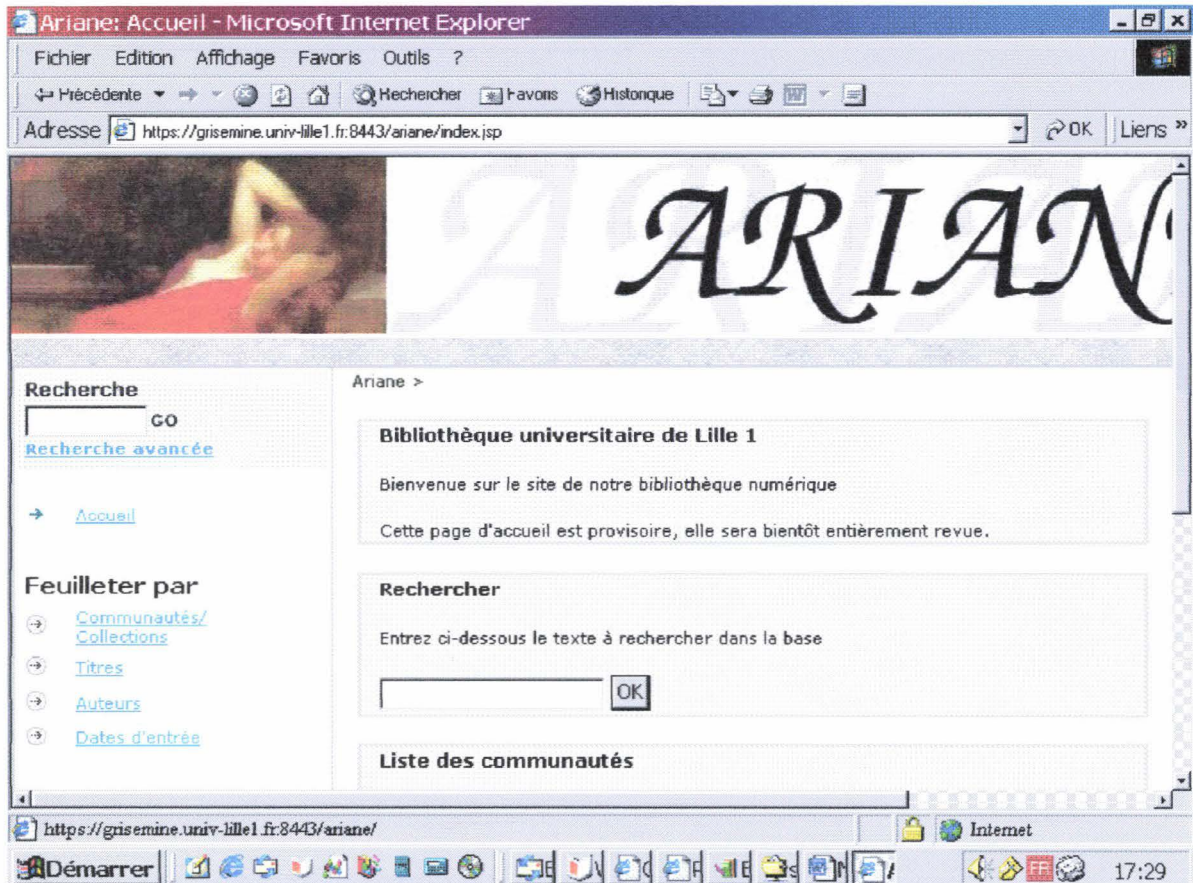 Ariane: Accueil - Microsoft Internet Explorer
Fichier Edition Affichage Favoris Outils ?
Précédente Rechercher Favoris Historique
Adresse https://grisemine.univ-lille1.fr:8443/ariane/index.jsp OK Liens »
ARIAN
Recherche
GO
Recherche avancée
Accueil
Feuilleter par
Communautés/
Collections
Titres
Auteurs
Dates d'entrée
Ariane >
Bibliothèque universitaire de Lille 1
Bienvenue sur le site de notre bibliothèque numérique
Cette page d'accueil est provisoire, elle sera bientôt entièrement revue.
Rechercher
Entrez ci-dessous le texte à rechercher dans la base
OK
Liste des communautés
https://grisemine.univ-lille1.fr:8443/ariane/ Internet
Démarrer FR 17:29